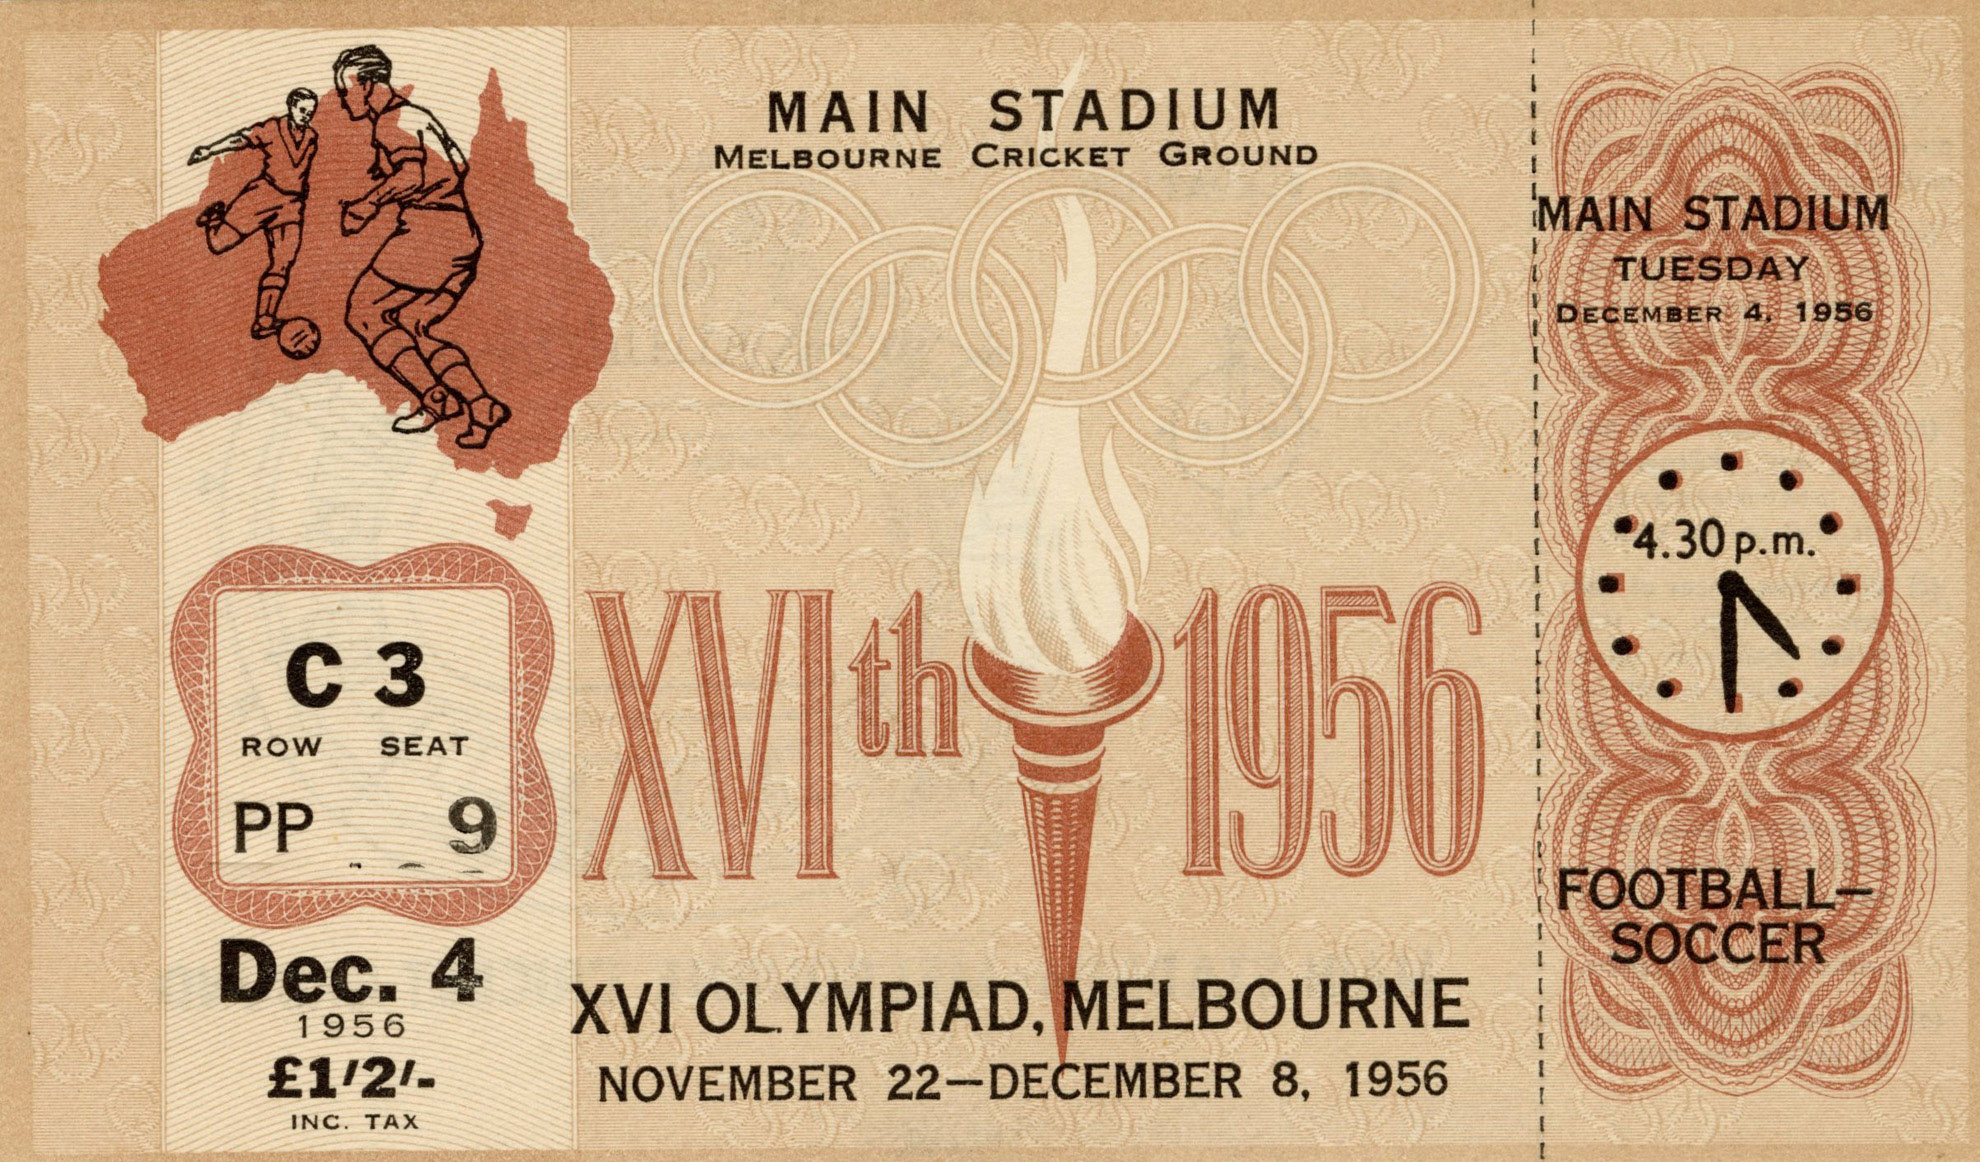 MAIN STADIUM
MELBOURNE CRICKET GROUND
C 3
ROW SEAT
PP 9
Dec. 4
1956
£1'2'-
INC. TAX
XVIth 1956
XVI OLYMPIAD, MELBOURNE
NOVEMBER 22—DECEMBER 8, 1956
MAIN STADIUM
TUESDAY
DECEMBER 4, 1956
4.30 p.m.
FOOTBALL—
SOCCER